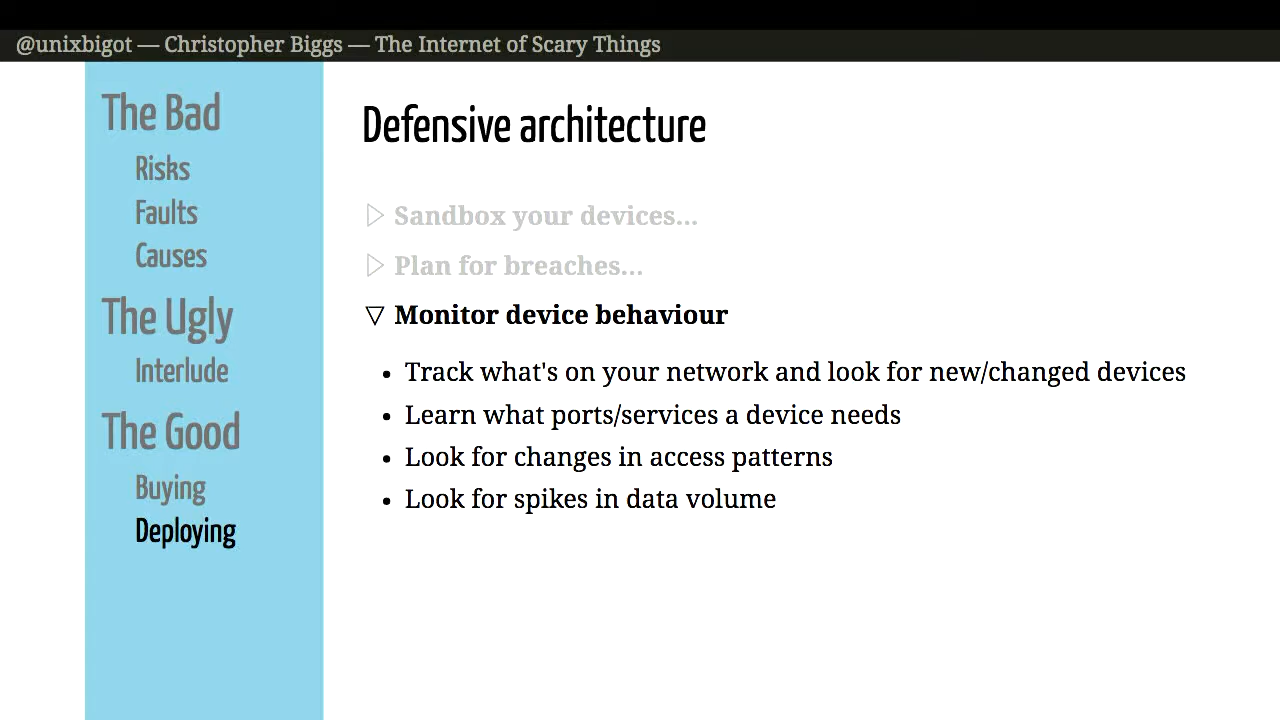 @unixbigot — Christopher Biggs — The Internet of Scary Things
The Bad
Risks
Faults
Causes
The Ugly
Interlude
The Good
Buying
Deploying
Defensive architecture
▷ Sandbox your devices...
▷ Plan for breaches...
▽ Monitor device behaviour
• Track what's on your network and look for new/changed devices
• Learn what ports/services a device needs
• Look for changes in access patterns
• Look for spikes in data volume